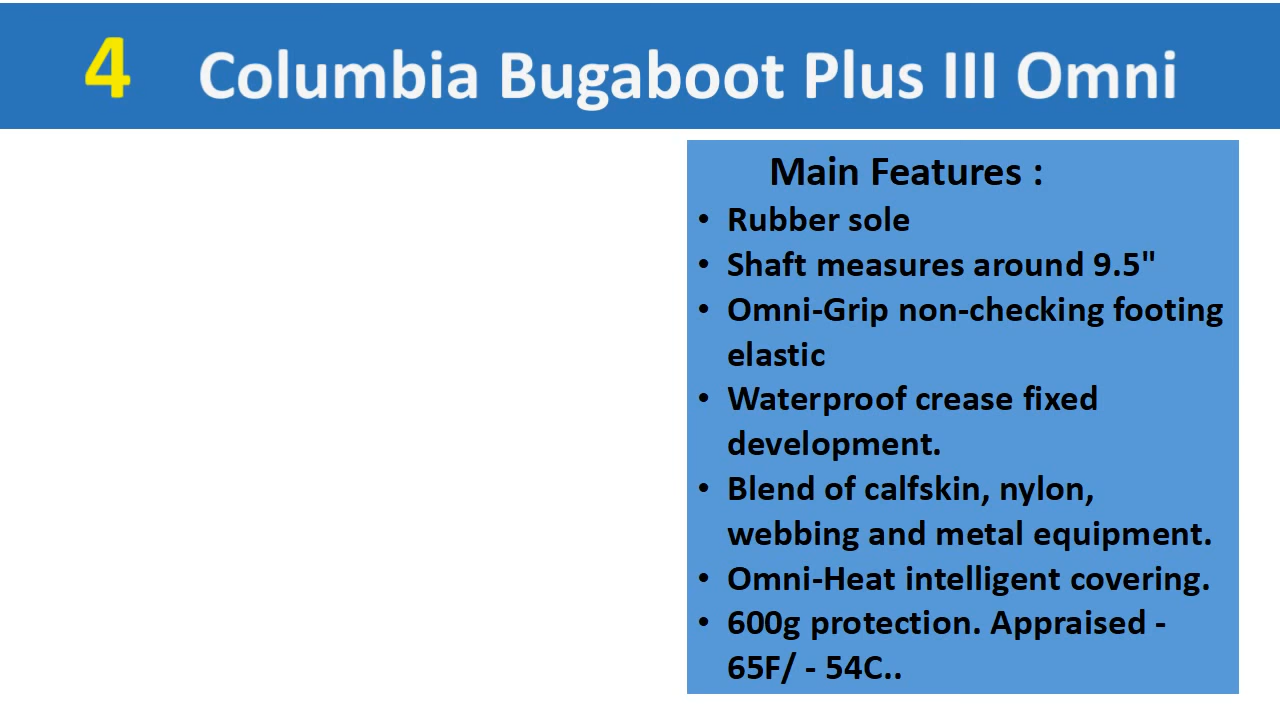 4 Columbia Bugaboot Plus III Omni
Main Features :
• Rubber sole
• Shaft measures around 9.5"
• Omni-Grip non-checking footing
elastic
• Waterproof crease fixed
development.
• Blend of calfskin, nylon,
webbing and metal equipment.
• Omni-Heat intelligent covering.
• 600g protection. Appraised -
65F/ - 54C..